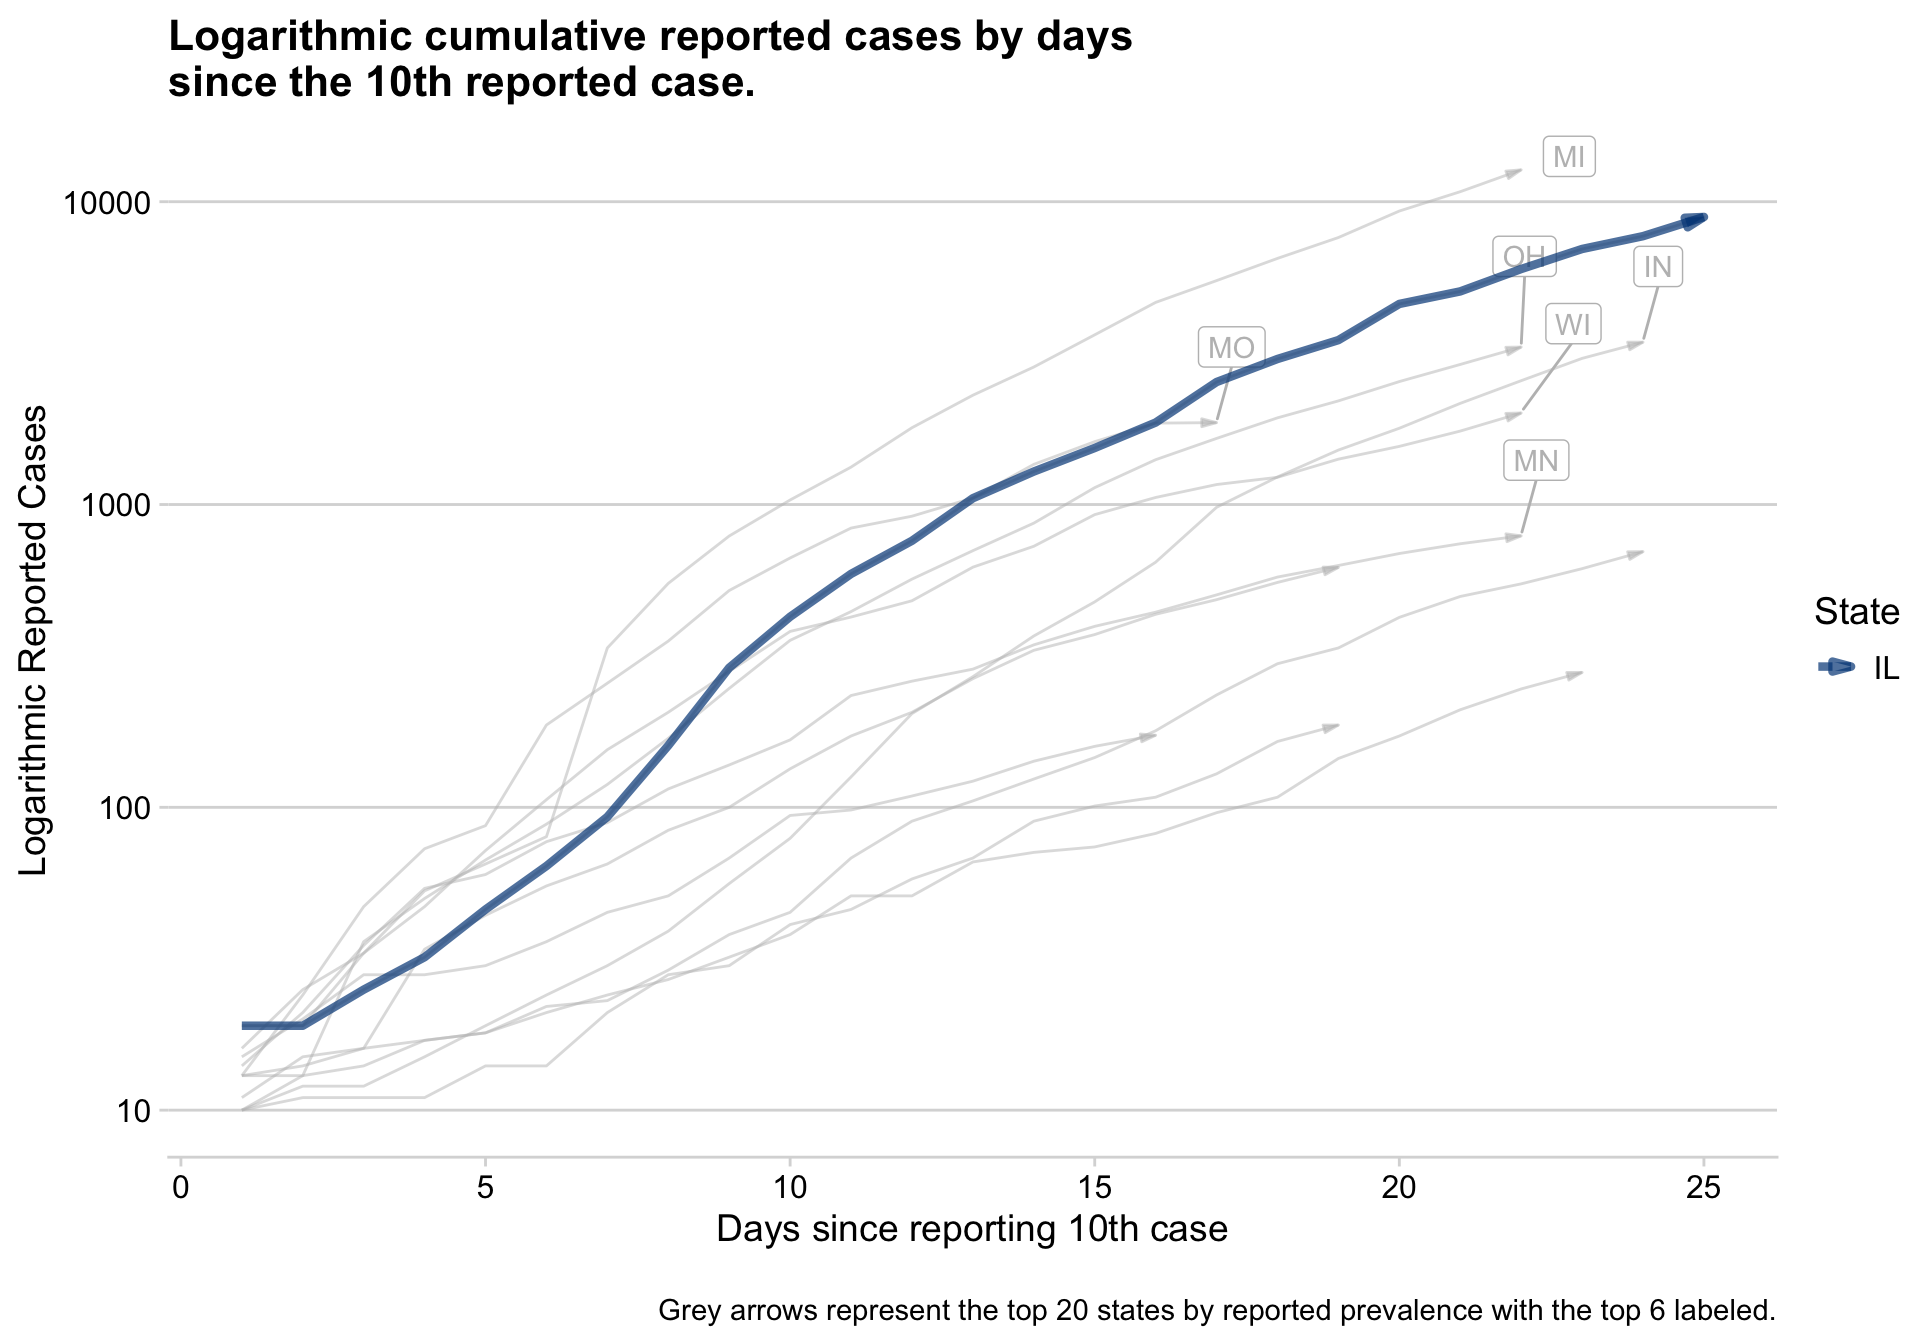 Logarithmic cumulative reported cases by days
since the 10th reported case.
MI
10000
OH
IN
WI
MO
MN
1000
100
10
Logarithmic Reported Cases
State
IL
0 5 10 15 20 25
Days since reporting 10th case
Grey arrows represent the top 20 states by reported prevalence with the top 6 labeled.